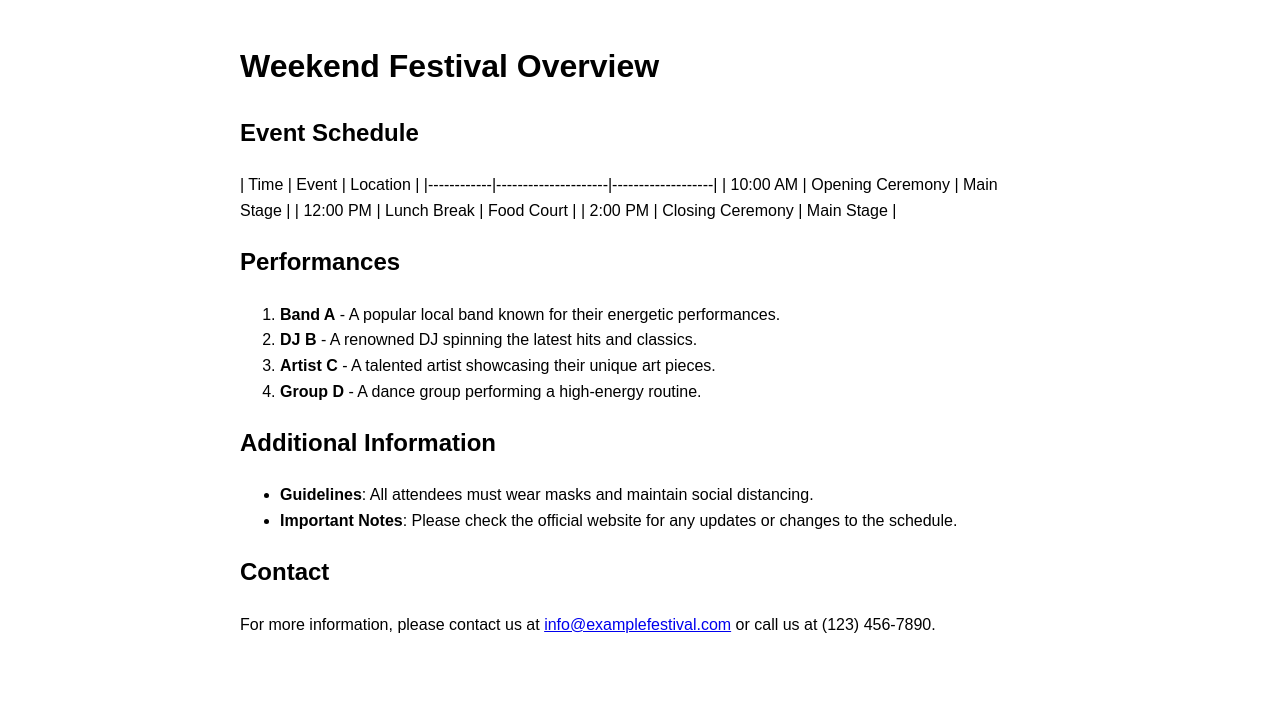 Weekend Festival Overview
Event Schedule
| Time | Event | Location | |------------|---------------------|-------------------| | 10:00 AM | Opening Ceremony | Main
Stage | | 12:00 PM | Lunch Break | Food Court | | 2:00 PM | Closing Ceremony | Main Stage |
Performances
1. Band A - A popular local band known for their energetic performances.
2. DJ B - A renowned DJ spinning the latest hits and classics.
3. Artist C - A talented artist showcasing their unique art pieces.
4. Group D - A dance group performing a high-energy routine.
Additional Information
• Guidelines: All attendees must wear masks and maintain social distancing.
• Important Notes: Please check the official website for any updates or changes to the schedule.
Contact
For more information, please contact us at info@examplefestival.com or call us at (123) 456-7890.